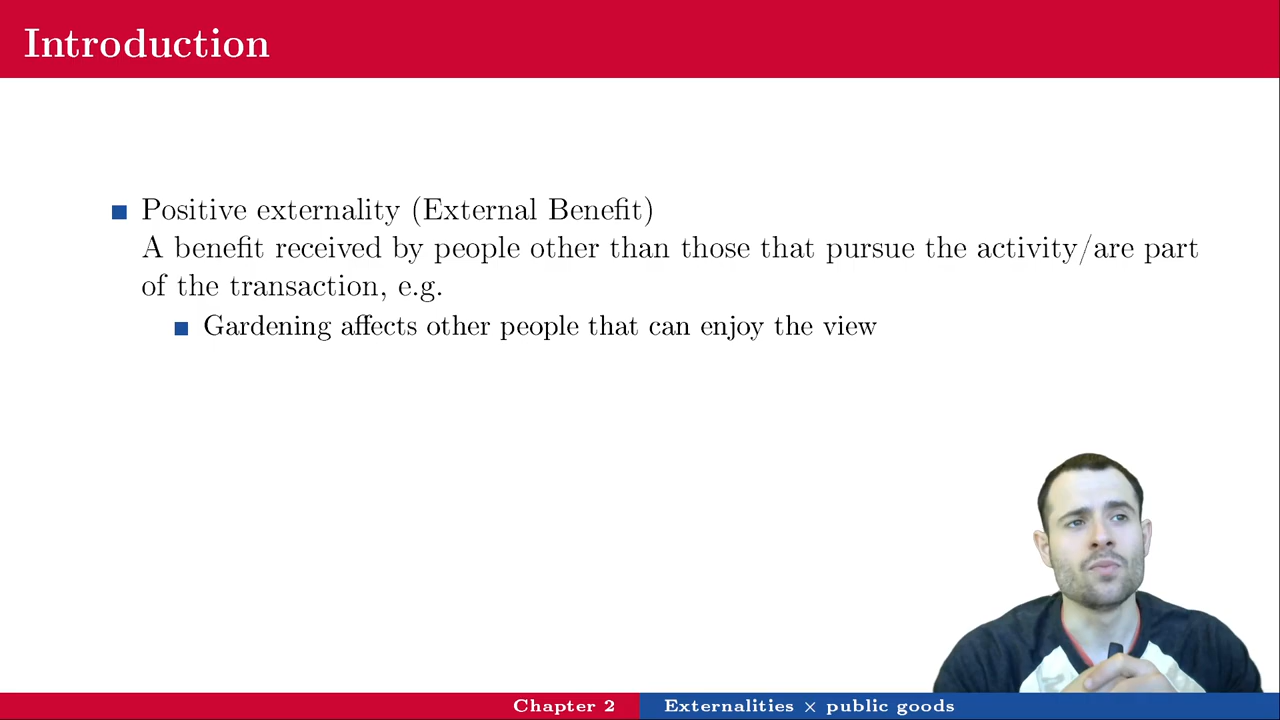 Introduction
Positive externality (External Benefit)
A benefit received by people other than those that pursue the activity/are part
of the transaction, e.g.
Gardening affects other people that can enjoy the view
Chapter 2
Externalities × public goods